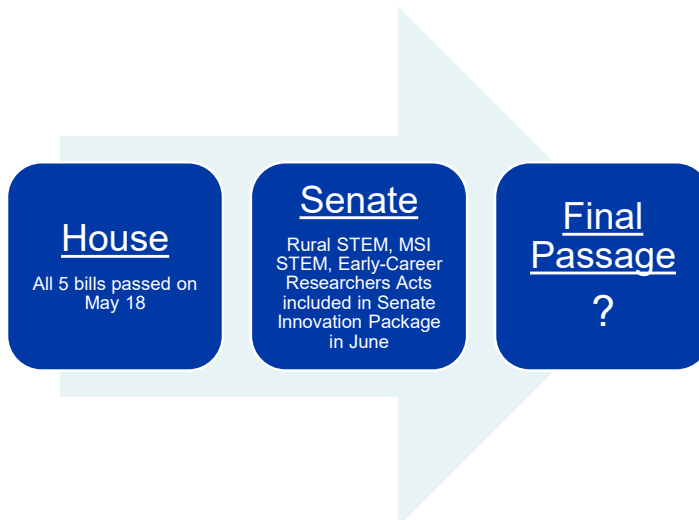 House
All 5 bills passed on
May 18
Senate
Rural STEM, MSI
STEM, Early-Career
Researchers Acts
included in Senate
Innovation Package
in June
Final
Passage
?